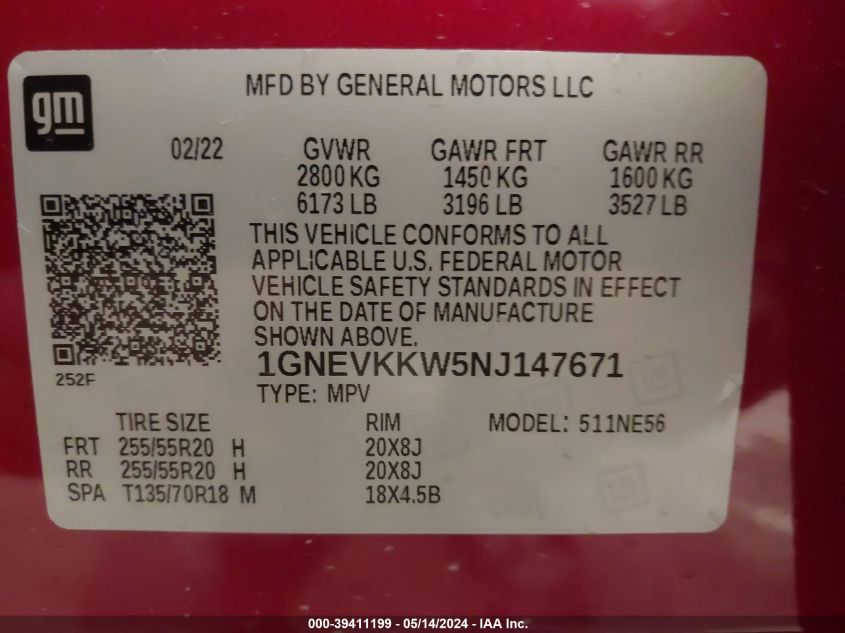 gm
MFD BY GENERAL MOTORS LLC
02/22 GVWR GAWR FRT GAWR RR
2800 KG 1450 KG 1600 KG
6173 LB 3196 LB 3527 LB
THIS VEHICLE CONFORMS TO ALL
APPLICABLE U.S. FEDERAL MOTOR
VEHICLE SAFETY STANDARDS IN EFFECT
ON THE DATE OF MANUFACTURE
SHOWN ABOVE.
1GNEVKKW5NJ147671
252F
TYPE: MPV
TIRE SIZE RIM MODEL: 511NE56
FRT 255/55R20 H 20X8J
RR 255/55R20 H 20X8J
SPA T135/70R18 M 18X4.5B
000-39411199 - 05/14/2024 - IAA Inc.